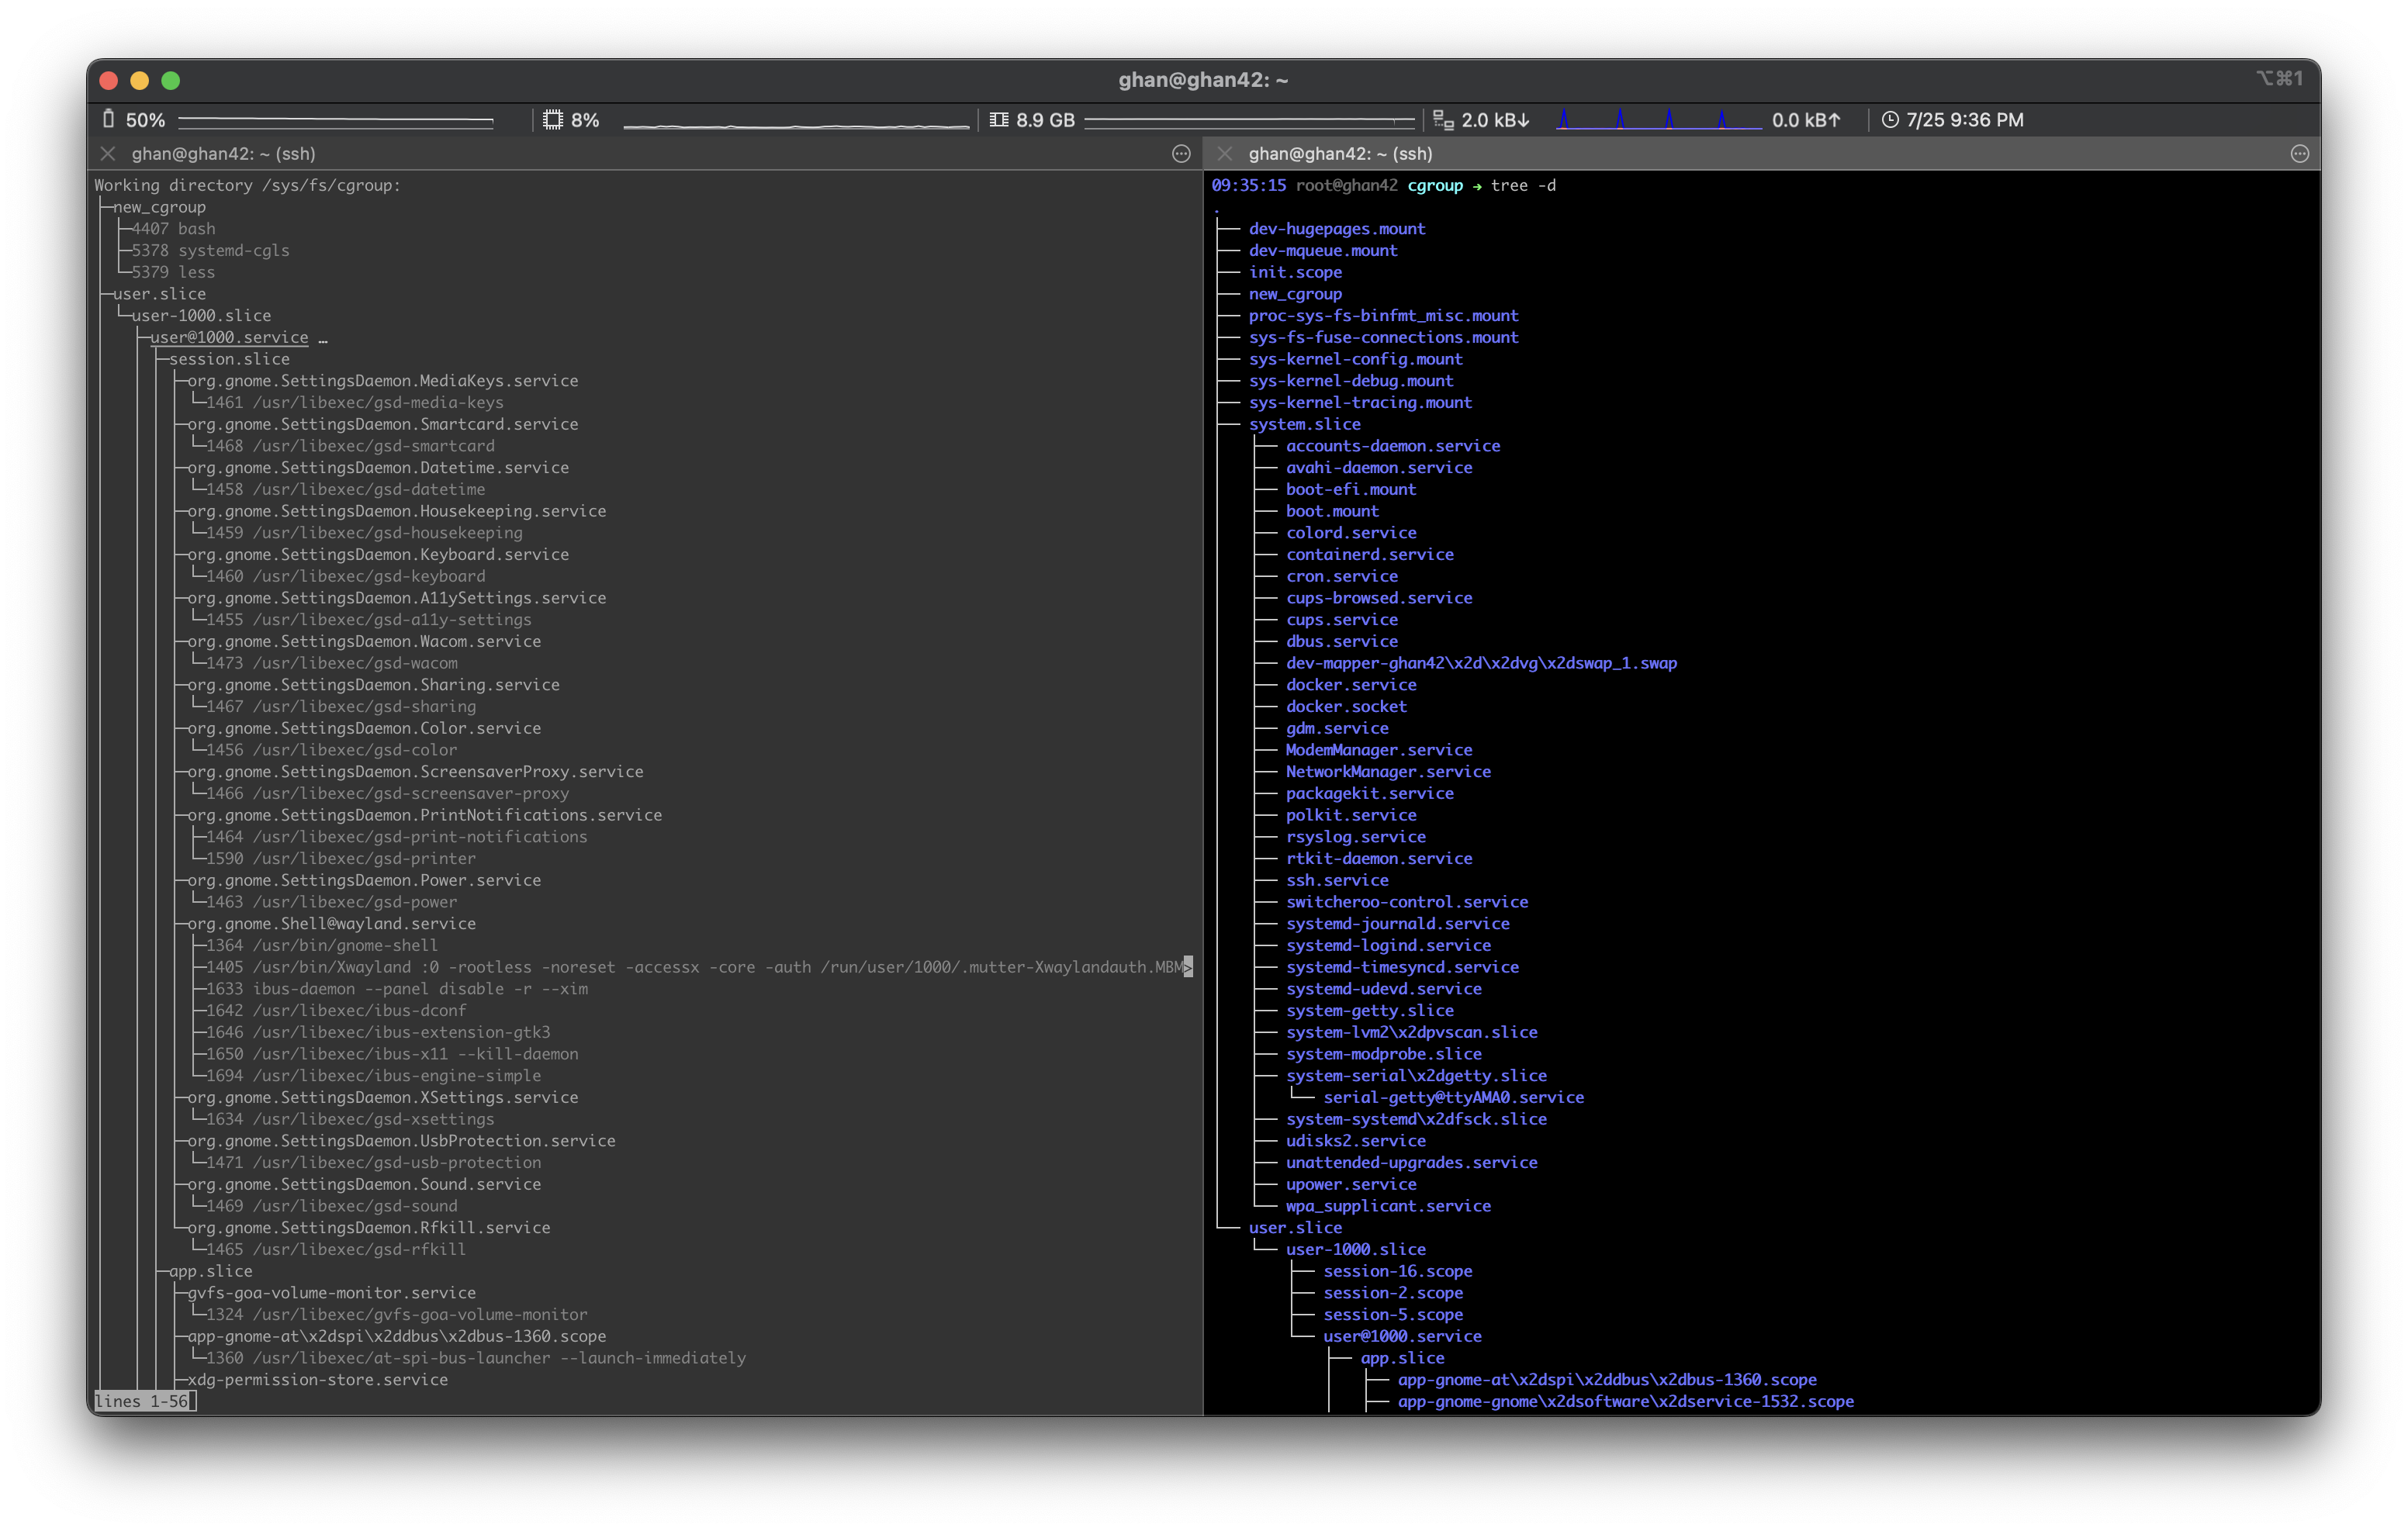 ghan@ghan42: ~
⌥⌘1
50% 8% 8.9 GB 2.0 kB↓ 0.0 kB↑ 7/25 9:36 PM
ghan@ghan42: ~ (ssh)
Working directory /sys/fs/cgroup:
├─new_cgroup
│ ├─4407 bash
│ ├─5378 systemd-cgls
│ └─5379 less
├─user.slice
│ └─user-1000.slice
│   ├─user@1000.service …
│   │ ├─session.slice
│   │ │ ├─org.gnome.SettingsDaemon.MediaKeys.service
│   │ │ │ └─1461 /usr/libexec/gsd-media-keys
│   │ │ ├─org.gnome.SettingsDaemon.Smartcard.service
│   │ │ │ └─1468 /usr/libexec/gsd-smartcard
│   │ │ ├─org.gnome.SettingsDaemon.Datetime.service
│   │ │ │ └─1458 /usr/libexec/gsd-datetime
│   │ │ ├─org.gnome.SettingsDaemon.Housekeeping.service
│   │ │ │ └─1459 /usr/libexec/gsd-housekeeping
│   │ │ ├─org.gnome.SettingsDaemon.Keyboard.service
│   │ │ │ └─1460 /usr/libexec/gsd-keyboard
│   │ │ ├─org.gnome.SettingsDaemon.A11ySettings.service
│   │ │ │ └─1455 /usr/libexec/gsd-a11y-settings
│   │ │ ├─org.gnome.SettingsDaemon.Wacom.service
│   │ │ │ └─1473 /usr/libexec/gsd-wacom
│   │ │ ├─org.gnome.SettingsDaemon.Sharing.service
│   │ │ │ └─1467 /usr/libexec/gsd-sharing
│   │ │ ├─org.gnome.SettingsDaemon.Color.service
│   │ │ │ └─1456 /usr/libexec/gsd-color
│   │ │ ├─org.gnome.SettingsDaemon.ScreensaverProxy.service
│   │ │ │ └─1466 /usr/libexec/gsd-screensaver-proxy
│   │ │ ├─org.gnome.SettingsDaemon.PrintNotifications.service
│   │ │ │ ├─1464 /usr/libexec/gsd-print-notifications
│   │ │ │ └─1590 /usr/libexec/gsd-printer
│   │ │ ├─org.gnome.SettingsDaemon.Power.service
│   │ │ │ └─1463 /usr/libexec/gsd-power
│   │ │ ├─org.gnome.Shell@wayland.service
│   │ │ │ ├─1364 /usr/bin/gnome-shell
│   │ │ │ ├─1405 /usr/bin/Xwayland :0 -rootless -noreset -accessx -core -auth /run/user/1000/.mutter-Xwaylandauth.MBM>
│   │ │ │ ├─1633 ibus-daemon --panel disable -r --xim
│   │ │ │ ├─1642 /usr/libexec/ibus-dconf
│   │ │ │ ├─1646 /usr/libexec/ibus-extension-gtk3
│   │ │ │ ├─1650 /usr/libexec/ibus-x11 --kill-daemon
│   │ │ │ └─1694 /usr/libexec/ibus-engine-simple
│   │ │ ├─org.gnome.SettingsDaemon.XSettings.service
│   │ │ │ └─1634 /usr/libexec/gsd-xsettings
│   │ │ ├─org.gnome.SettingsDaemon.UsbProtection.service
│   │ │ │ └─1471 /usr/libexec/gsd-usb-protection
│   │ │ ├─org.gnome.SettingsDaemon.Sound.service
│   │ │ │ └─1469 /usr/libexec/gsd-sound
│   │ │ └─org.gnome.SettingsDaemon.Rfkill.service
│   │ │   └─1465 /usr/libexec/gsd-rfkill
│   │ ├─app.slice
│   │ │ ├─gvfs-goa-volume-monitor.service
│   │ │ │ └─1324 /usr/libexec/gvfs-goa-volume-monitor
│   │ │ ├─app-gnome-at\x2dspi\x2ddbus\x2dbus-1360.scope
│   │ │ │ └─1360 /usr/libexec/at-spi-bus-launcher --launch-immediately
│   │ │ ├─xdg-permission-store.service
lines 1-56
ghan@ghan42: ~ (ssh)
09:35:15 root@ghan42 cgroup → tree -d
.
├── dev-hugepages.mount
├── dev-mqueue.mount
├── init.scope
├── new_cgroup
├── proc-sys-fs-binfmt_misc.mount
├── sys-fs-fuse-connections.mount
├── sys-kernel-config.mount
├── sys-kernel-debug.mount
├── sys-kernel-tracing.mount
├── system.slice
│   ├── accounts-daemon.service
│   ├── avahi-daemon.service
│   ├── boot-efi.mount
│   ├── boot.mount
│   ├── colord.service
│   ├── containerd.service
│   ├── cron.service
│   ├── cups-browsed.service
│   ├── cups.service
│   ├── dbus.service
│   ├── dev-mapper-ghan42\x2d\x2dvg\x2dswap_1.swap
│   ├── docker.service
│   ├── docker.socket
│   ├── gdm.service
│   ├── ModemManager.service
│   ├── NetworkManager.service
│   ├── packagekit.service
│   ├── polkit.service
│   ├── rsyslog.service
│   ├── rtkit-daemon.service
│   ├── ssh.service
│   ├── switcheroo-control.service
│   ├── systemd-journald.service
│   ├── systemd-logind.service
│   ├── systemd-timesyncd.service
│   ├── systemd-udevd.service
│   ├── system-getty.slice
│   ├── system-lvm2\x2dpvscan.slice
│   ├── system-modprobe.slice
│   ├── system-serial\x2dgetty.slice
│   │   └── serial-getty@ttyAMA0.service
│   ├── system-systemd\x2dfsck.slice
│   ├── udisks2.service
│   ├── unattended-upgrades.service
│   ├── upower.service
│   └── wpa_supplicant.service
└── user.slice
    └── user-1000.slice
        ├── session-16.scope
        ├── session-2.scope
        ├── session-5.scope
        └── user@1000.service
            ├── app.slice
            │   ├── app-gnome-at\x2dspi\x2ddbus\x2dbus-1360.scope
            │   ├── app-gnome-gnome\x2dsoftware\x2dservice-1532.scope